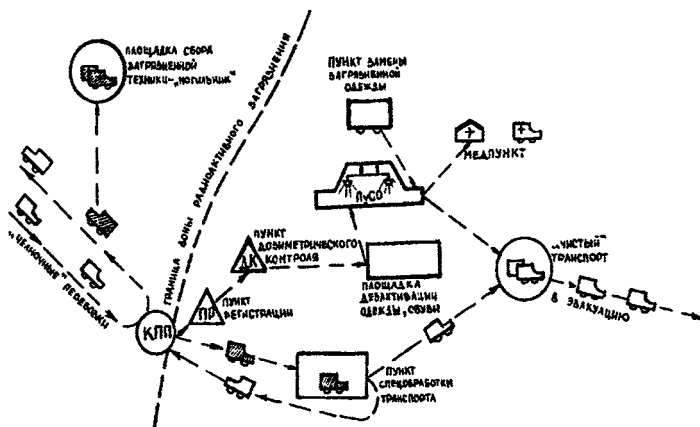 ПЛОЩАДКА СБОРА
ЗАГРЯЗНЕННОЙ
ТЕХНИКИ-„МОГИЛЬНИК"
ГРАНИЦА ЗОНЫ РАДИОАКТИВНОГО ЗАГРЯЗНЕНИЯ
ПУНКТ ЗАМЕНЫ
ЗАГРЯЗНЕННОЙ
ОДЕЖДЫ
МЕДПУНКТ
ПуСО
„ЧЕЛНОЧНЫЕ" ПЕРЕВОЗКИ
ПУНКТ
ДОЗИМЕТРИЧЕСКОГО
КОНТРОЛЯ
ДК
„ЧИСТЫЙ"
ТРАНСПОРТ
ПЛОЩАДКА
ДЕЗАКТИВАЦИИ
ОДЕЖДЫ, ОБУВИ
ПР
ПУНКТ
РЕГИСТРАЦИИ
КПП
В ЭВАКУАЦИЮ
ПУНКТ
СПЕЦОБРАБОТКИ
ТРАНСПОРТА